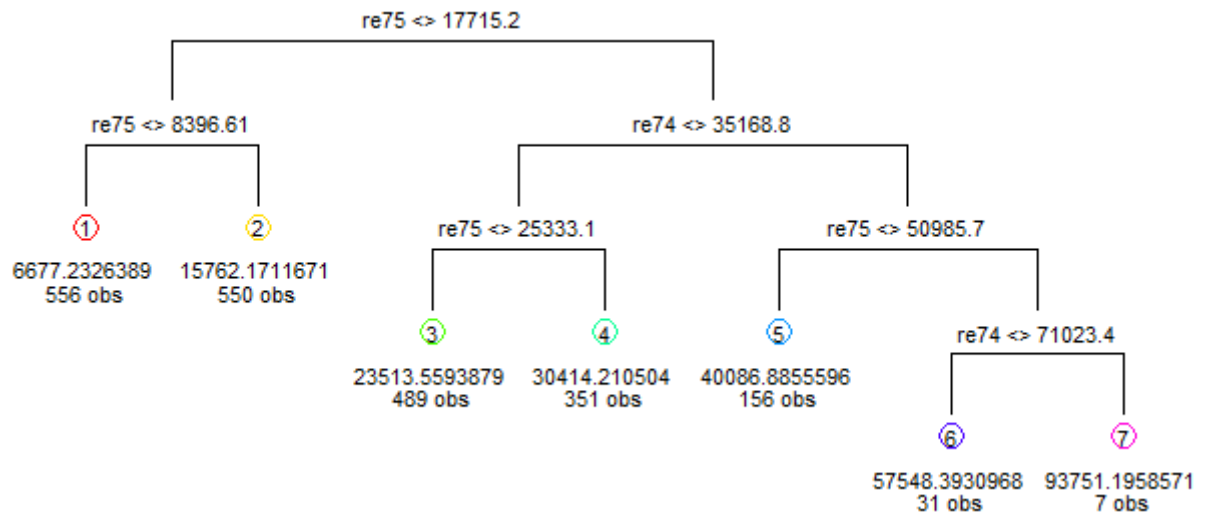 re75 <> 17715.2
re75 <> 8396.61
re74 <> 35168.8
1
2
re75 <> 25333.1
re75 <> 50985.7
6677.2326389
556 obs
15762.1711671
550 obs
3
4
5
re74 <> 71023.4
23513.5593879
489 obs
30414.210504
351 obs
40086.8855596
156 obs
6
7
57548.3930968
31 obs
93751.1958571
7 obs